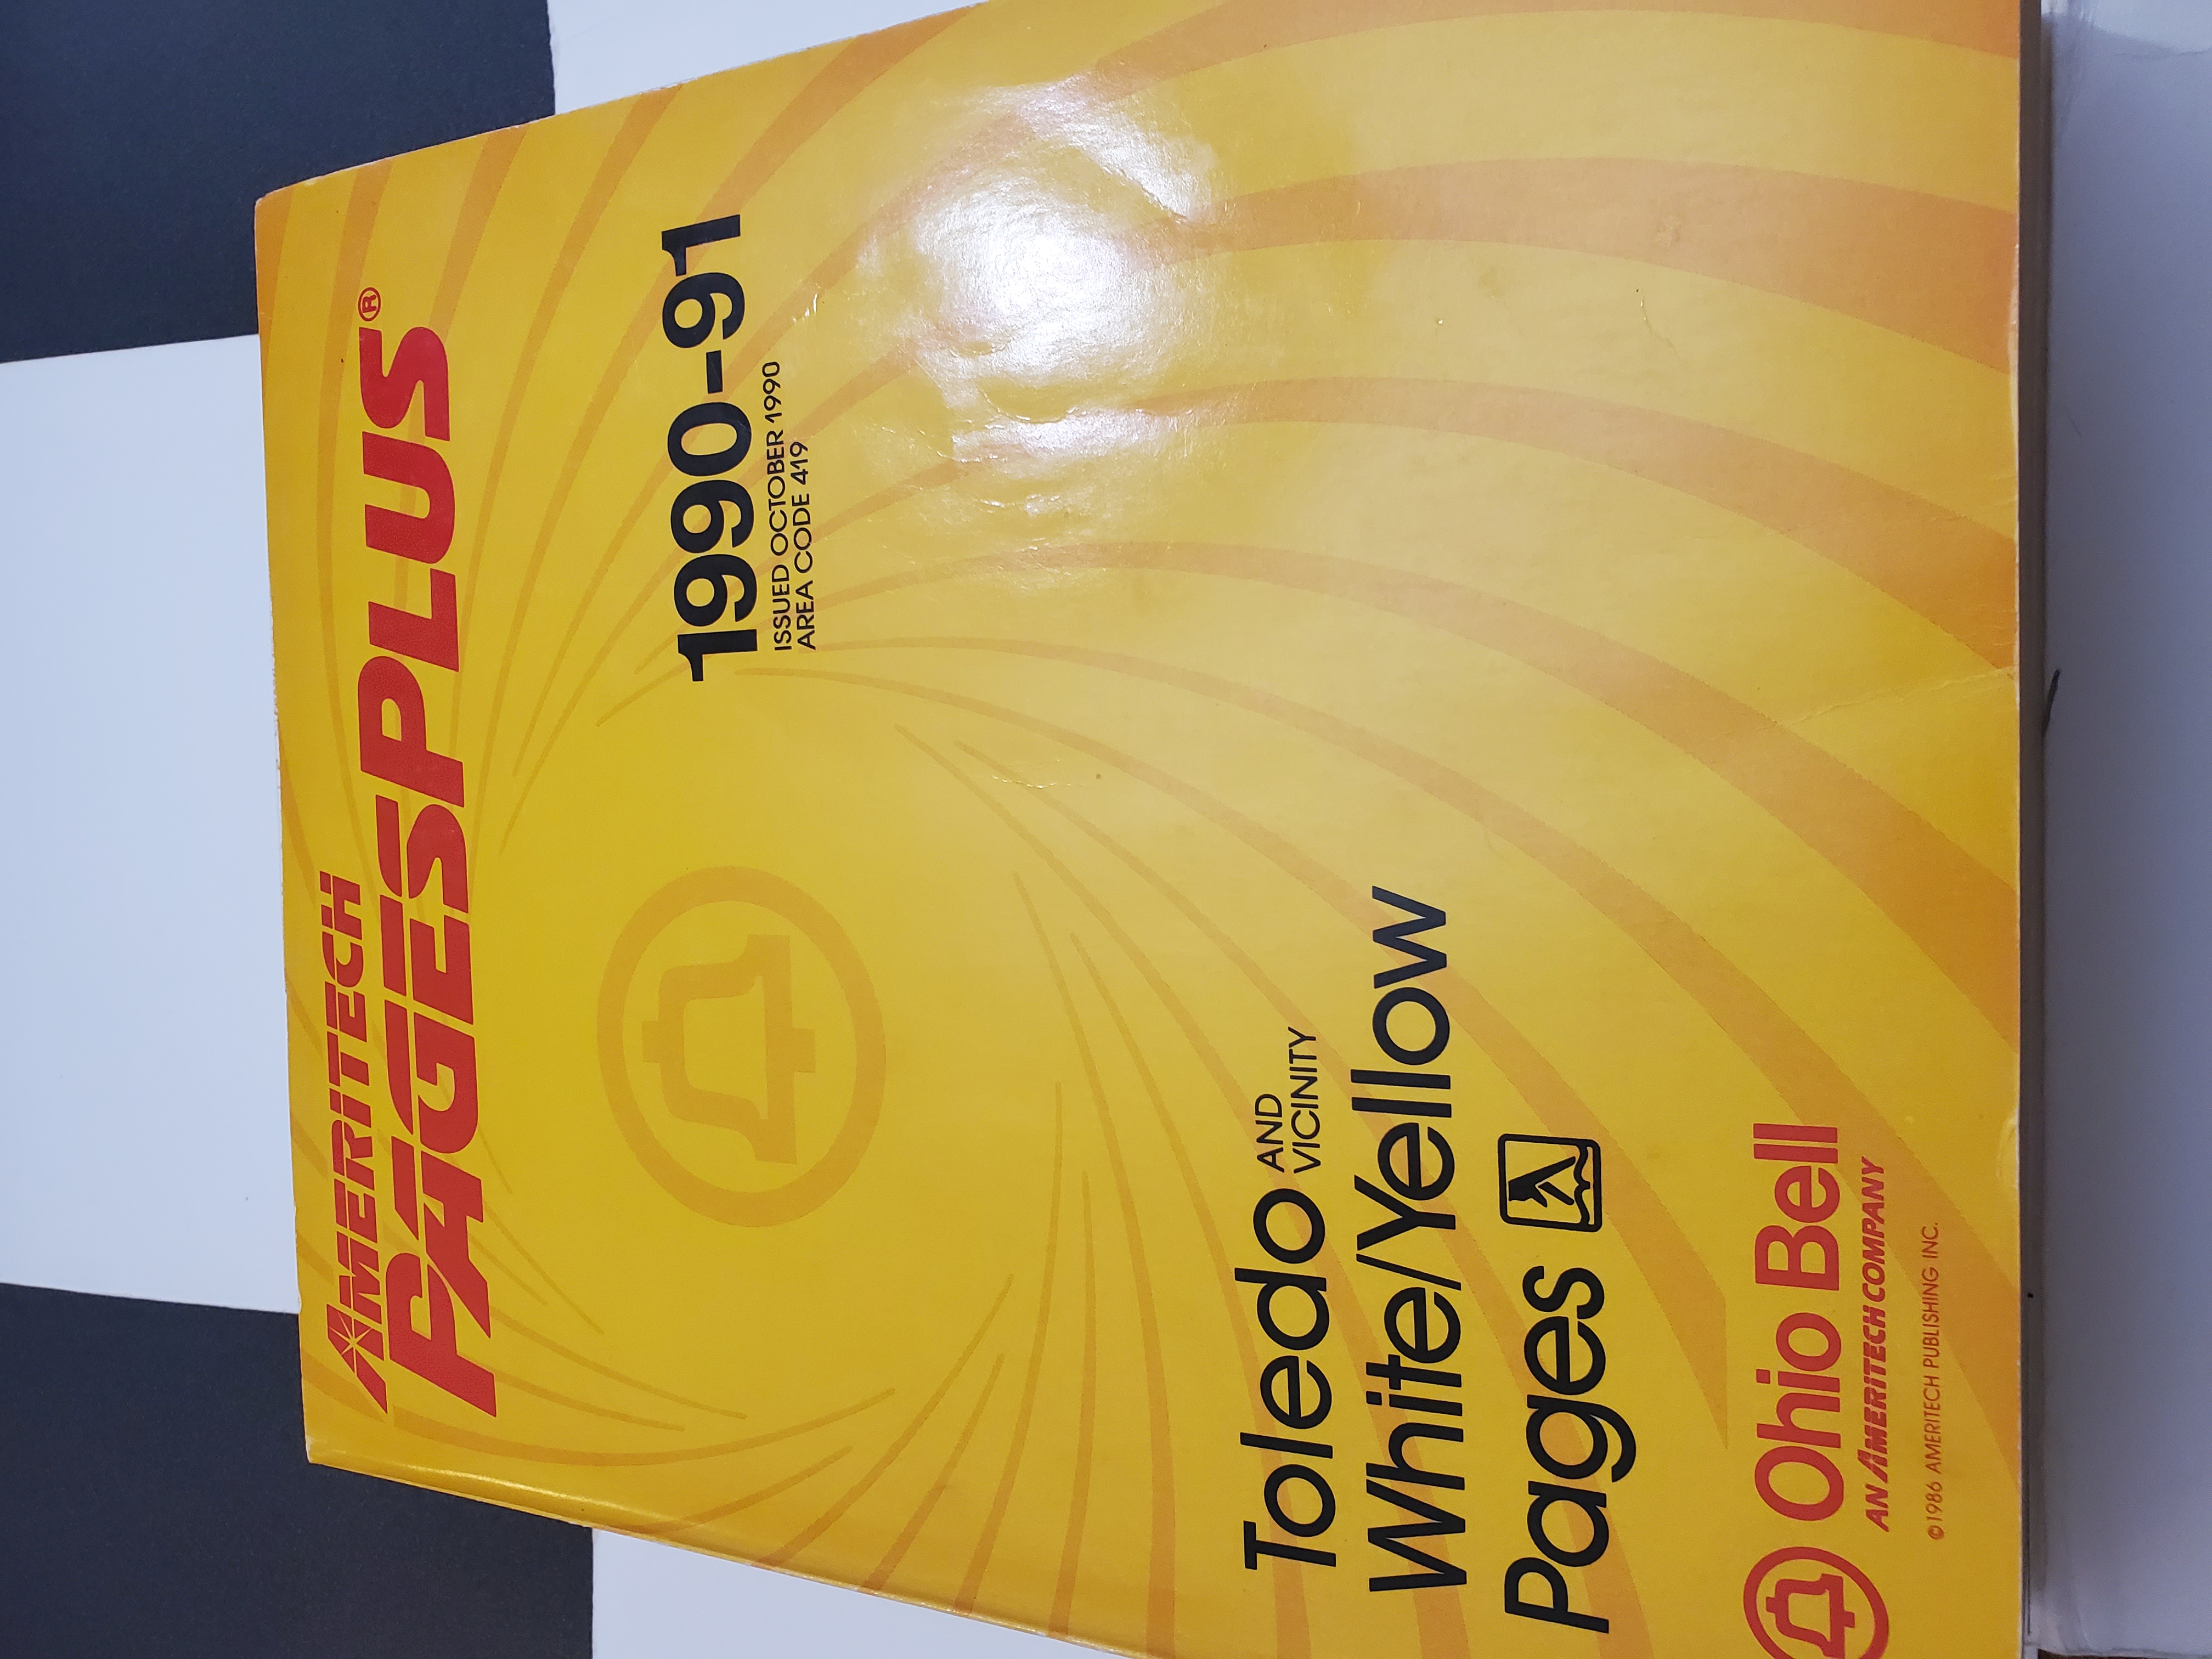 AMERITECH
PAGESPLUS®
1990-91
ISSUED OCTOBER 1990
AREA CODE 419
Toledo AND VICINITY
White/Yellow
Pages
Ohio Bell
AN AMERITECH COMPANY
©1986 AMERITECH PUBLISHING INC.